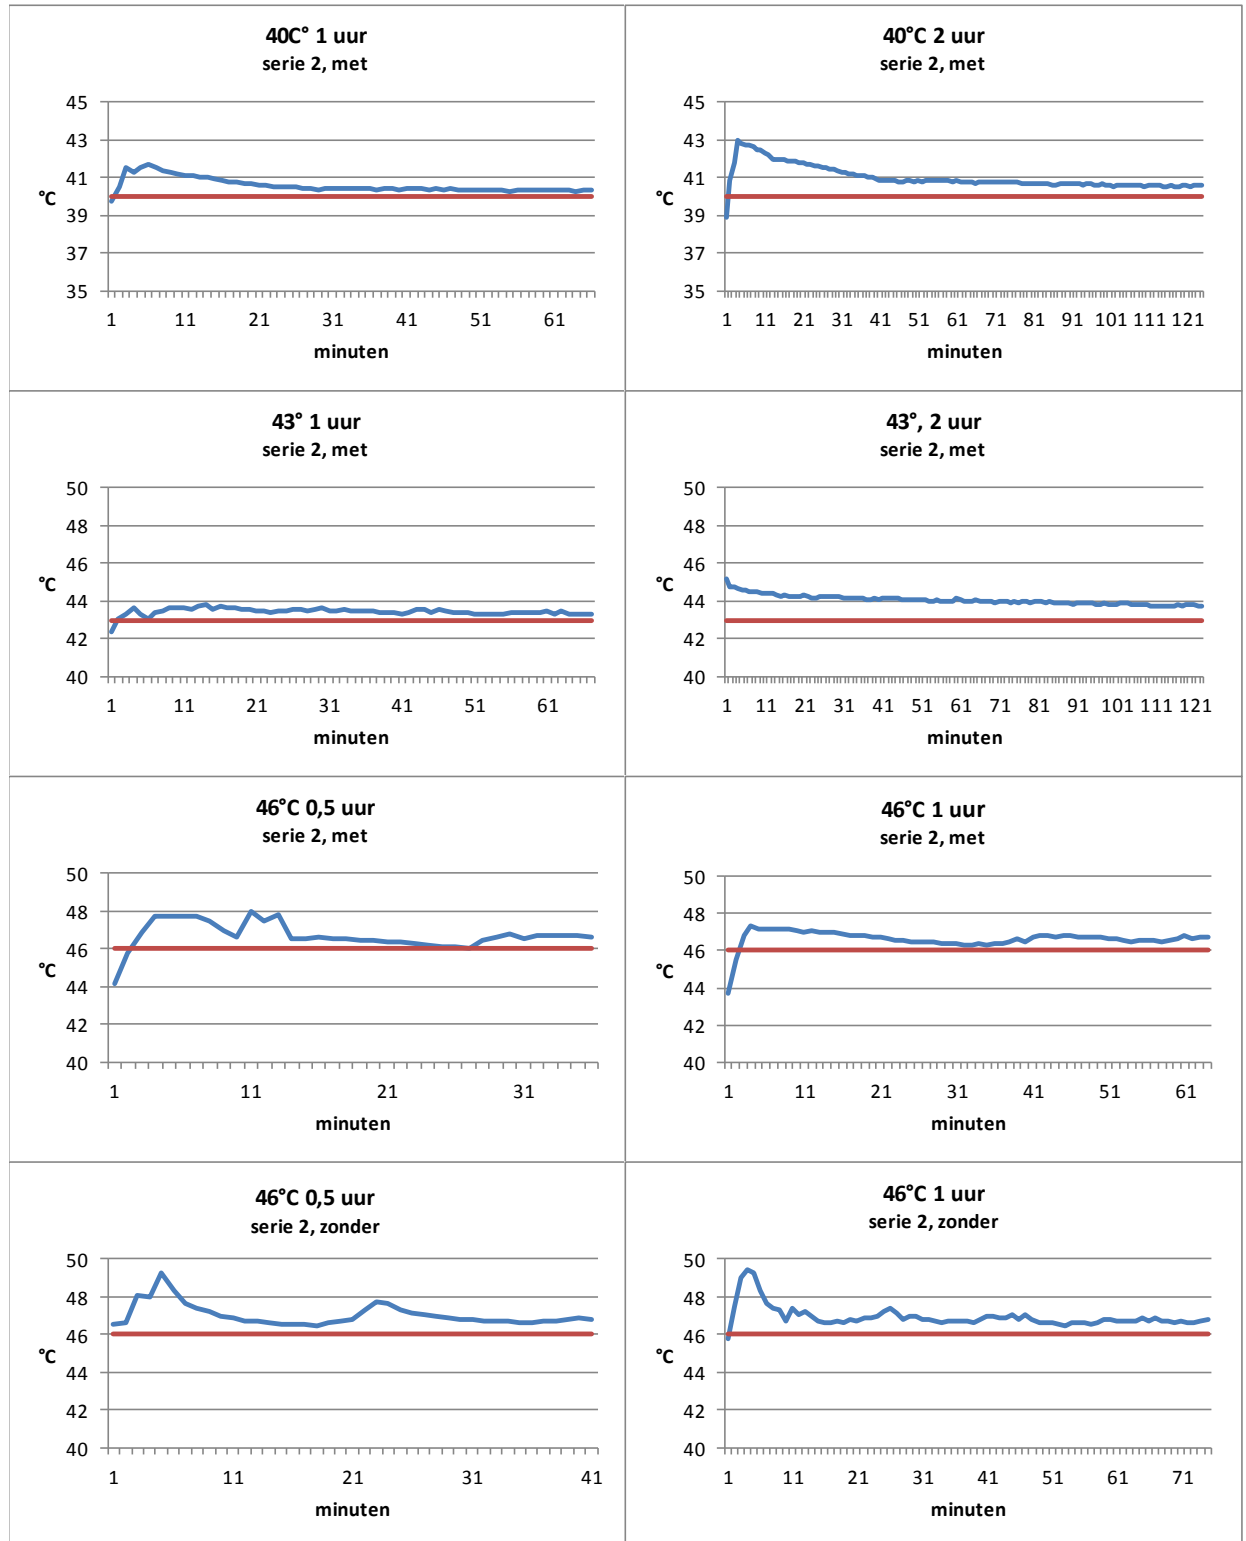 40C° 1 uur
serie 2, met
45
43
41
39
37
35
°C
1 11 21 31 41 51 61
minuten
40°C 2 uur
serie 2, met
45
43
41
39
37
35
°C
1 11 21 31 41 51 61 71 81 91 101 111 121
minuten
43° 1 uur
serie 2, met
50
48
46
44
42
40
°C
1 11 21 31 41 51 61
minuten
43°, 2 uur
serie 2, met
50
48
46
44
42
40
°C
1 11 21 31 41 51 61 71 81 91 101 111 121
minuten
46°C 0,5 uur
serie 2, met
50
48
46
44
42
40
°C
1 11 21 31
minuten
46°C 1 uur
serie 2, met
50
48
46
44
42
40
°C
1 11 21 31 41 51 61
minuten
46°C 0,5 uur
serie 2, zonder
50
48
46
44
42
40
°C
1 11 21 31 41
minuten
46°C 1 uur
serie 2, zonder
50
48
46
44
42
40
°C
1 11 21 31 41 51 61 71
minuten